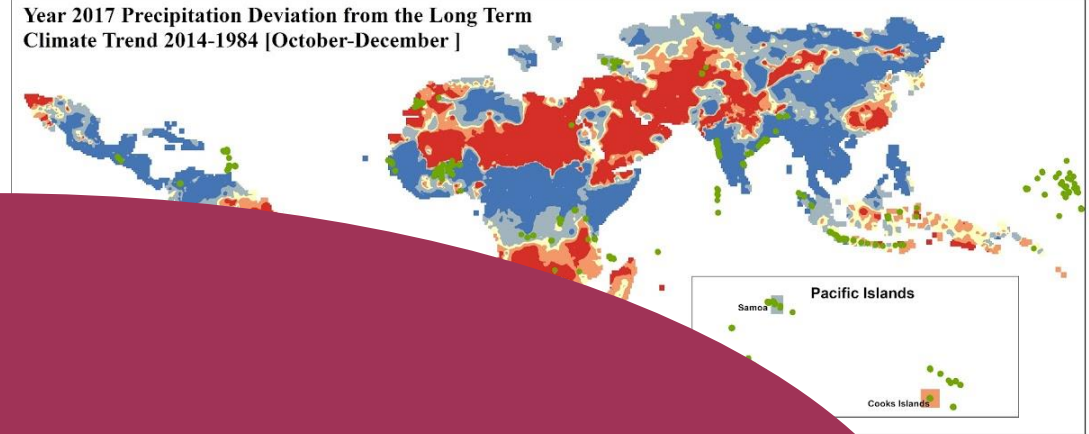 Year 2017 Precipitation Deviation from the Long Term
Climate Trend 2014-1984 [October-December ]
Pacific Islands
Samoa
Cooks Islands